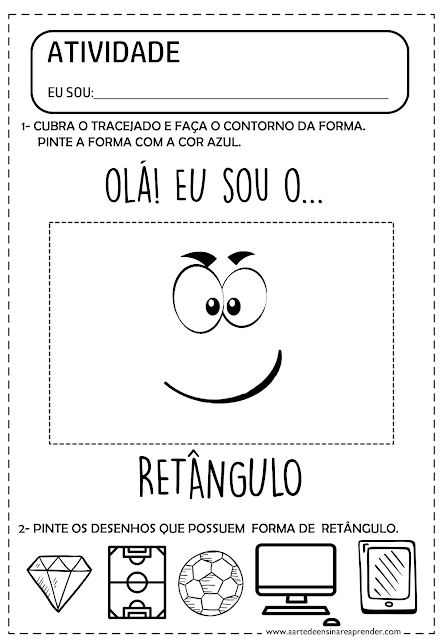 ATIVIDADE
EU SOU:
1- CUBRA O TRACEJADO E FAÇA O CONTORNO DA FORMA.
PINTE A FORMA COM A COR AZUL.
OLÁ! EU SOU O...
RETÂNGULO
2- PINTE OS DESENHOS QUE POSSUEM FORMA DE RETÂNGULO.
www.aartedeensinareaprender.com